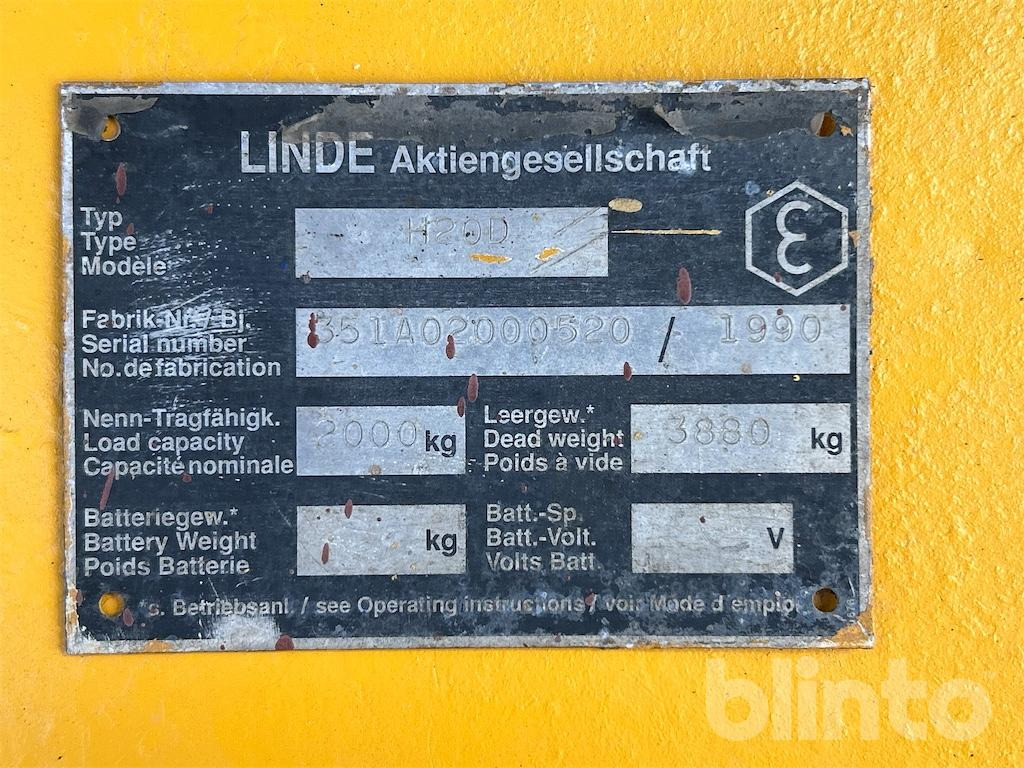 LINDE Aktiengesellschaft
Typ
Type
Modèle
H20D
ε
Fabrik-Nr./Bj.
Serial number
No.de fabrication
351A02000520 / 1990
Nenn-Tragfähigk.
Load capacity
Capacité nominale
2000 kg
Leergew.*
Dead weight
Poids à vide
3880 kg
Batteriegew.*
Battery Weight
Poids Batterie
kg
Batt.-Sp.
Batt.-Volt.
Volts Batt.
V
*s. Betriebsanl. / see Operating instructions / voir Mode d'emploi
blinto